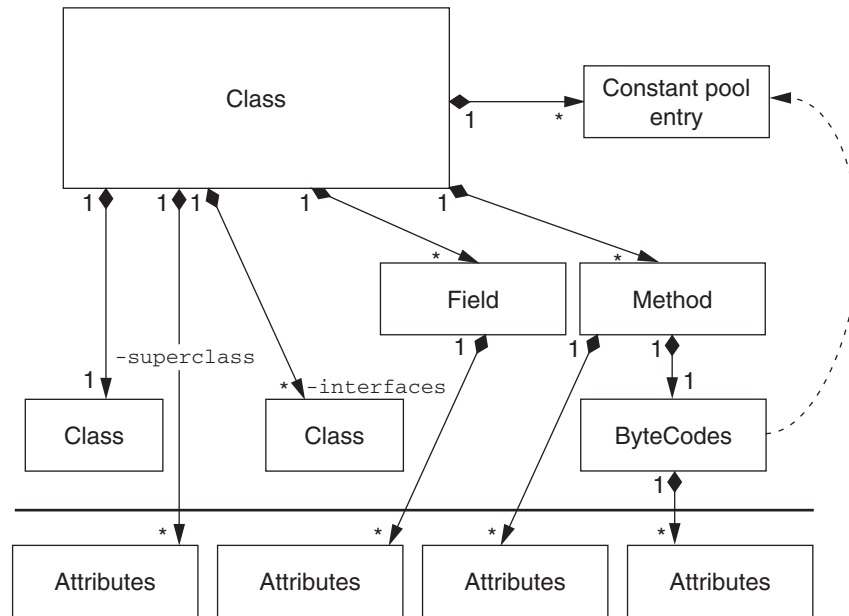 Class
Constant pool
entry
1
*
1
1
1
1
1
*
*
Field
Method
-superclass
1
1
1
1
*
-interfaces
1
Class
Class
ByteCodes
1
*
*
*
*
Attributes
Attributes
Attributes
Attributes